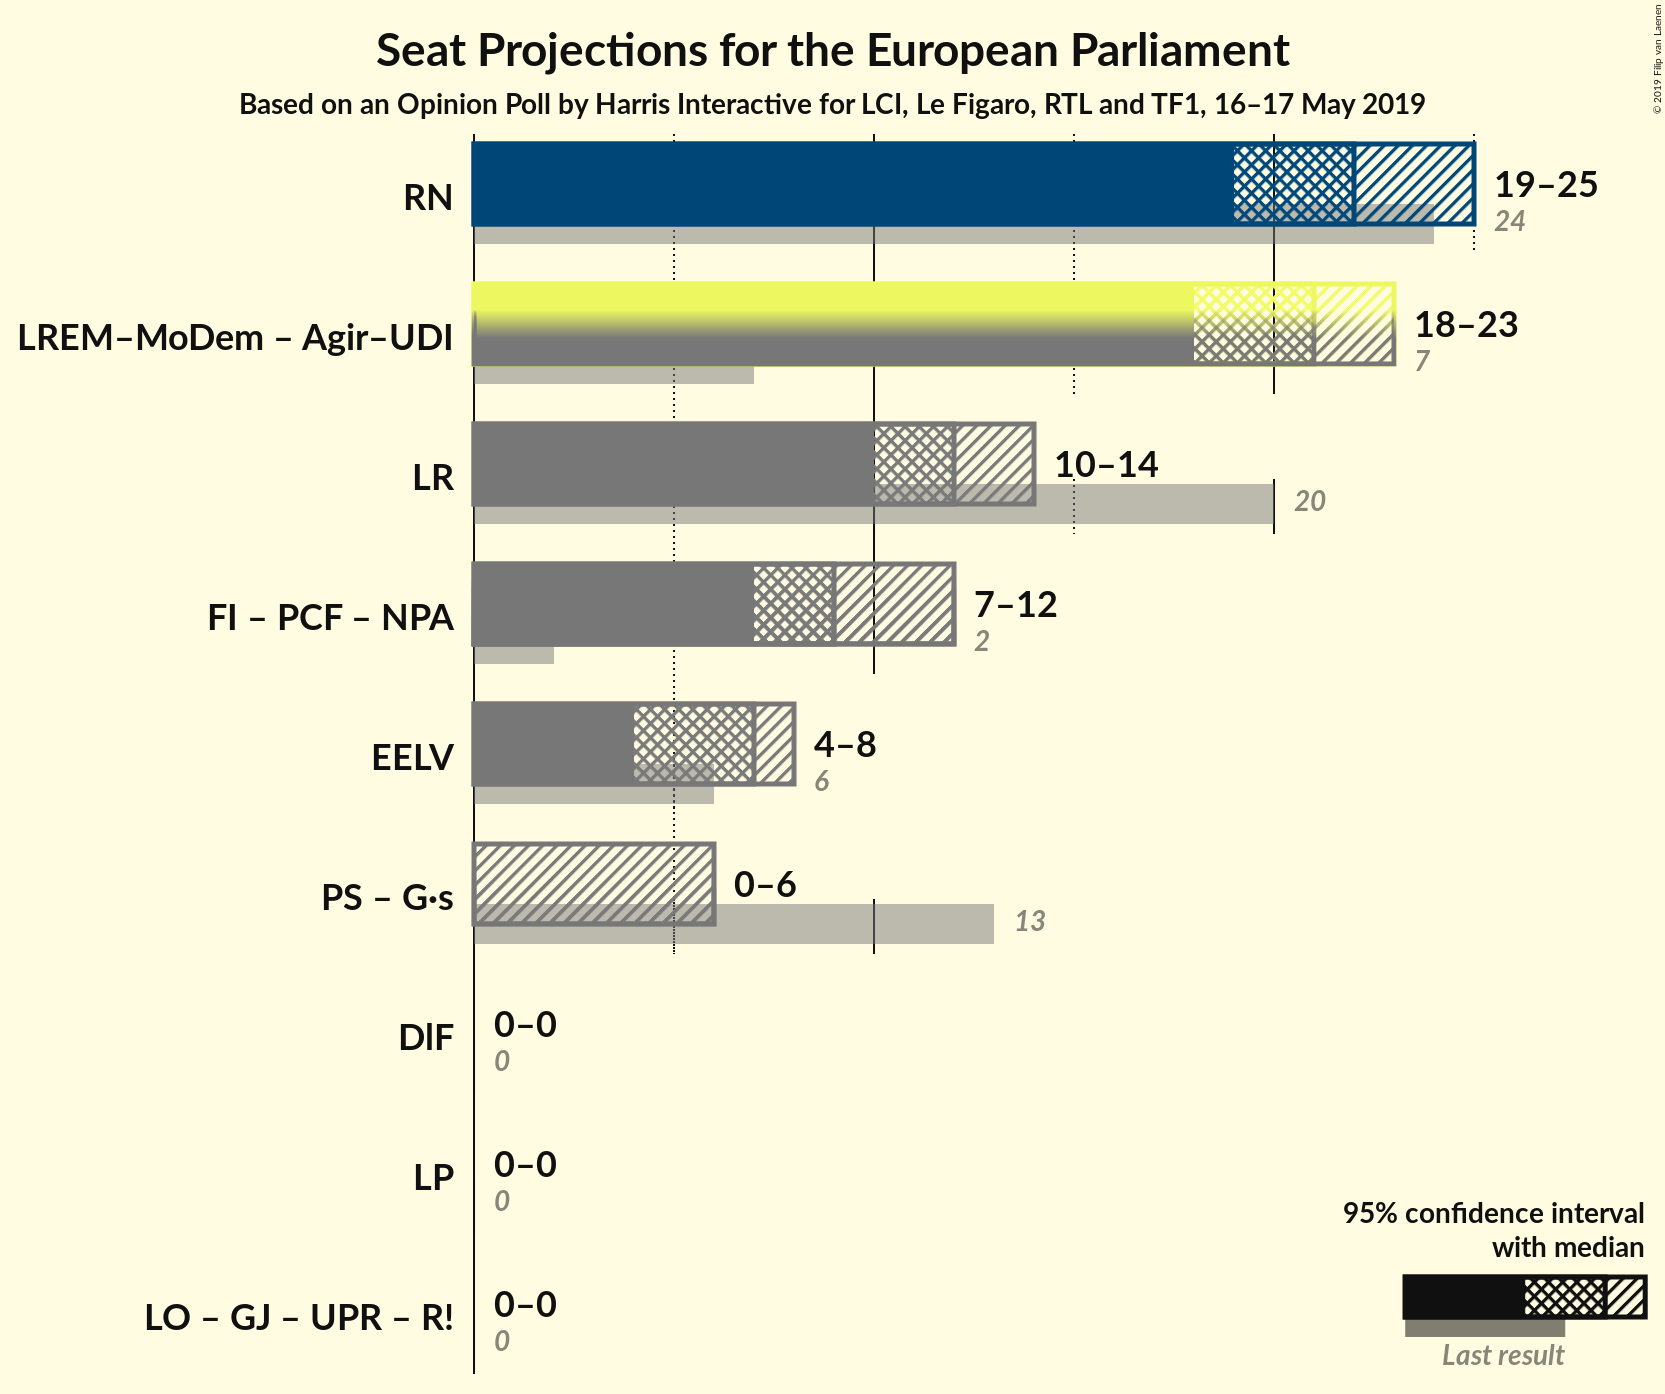 Seat Projections for the European Parliament
Based on an Opinion Poll by Harris Interactive for LCI, Le Figaro, RTL and TF1, 16–17 May 2019
© 2019 Filip van Laenen
RN
19–25
24
LREM–MoDem – Agir–UDI
18–23
7
LR
10–14
20
FI – PCF – NPA
7–12
2
EELV
4–8
6
PS – G·s
0–6
13
DlF
0–0
0
LP
0–0
0
LO – GJ – UPR – R!
0–0
0
95% confidence interval
with median
Last result